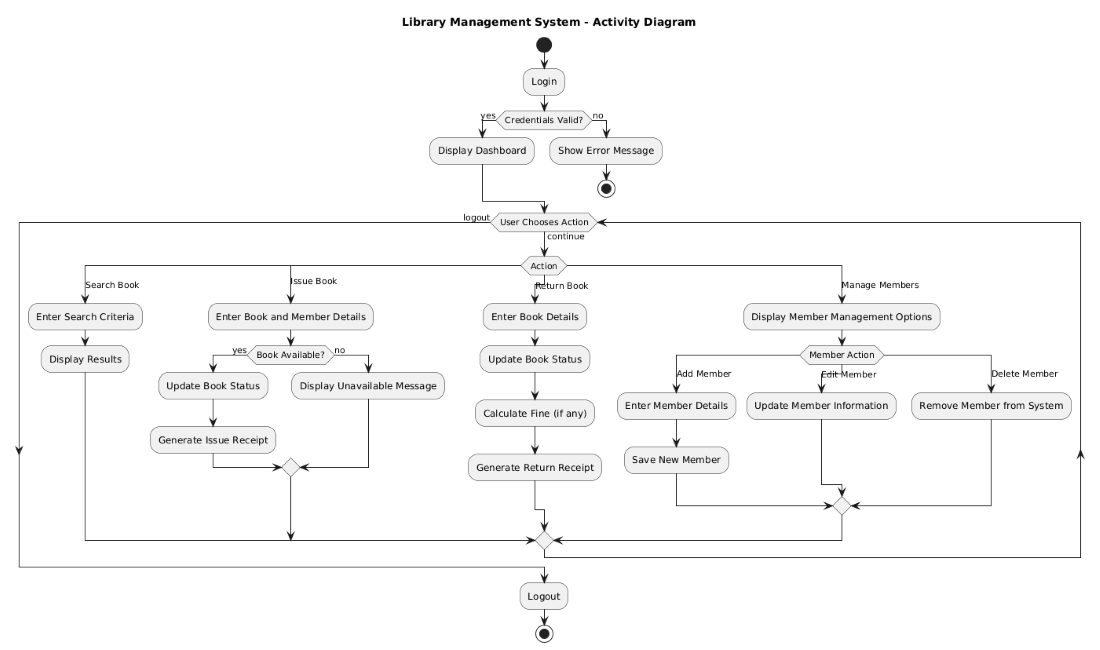 Library Management System - Activity Diagram
Login
yes
Credentials Valid?
no
Display Dashboard
Show Error Message
logout
User Chooses Action
continue
Action
Search Book
Issue Book
Return Book
Manage Members
Enter Search Criteria
Enter Book and Member Details
Enter Book Details
Display Member Management Options
Display Results
yes
Book Available?
no
Update Book Status
Member Action
Update Book Status
Display Unavailable Message
Add Member
Edit Member
Delete Member
Calculate Fine (if any)
Enter Member Details
Update Member Information
Remove Member from System
Generate Issue Receipt
Generate Return Receipt
Save New Member
Logout